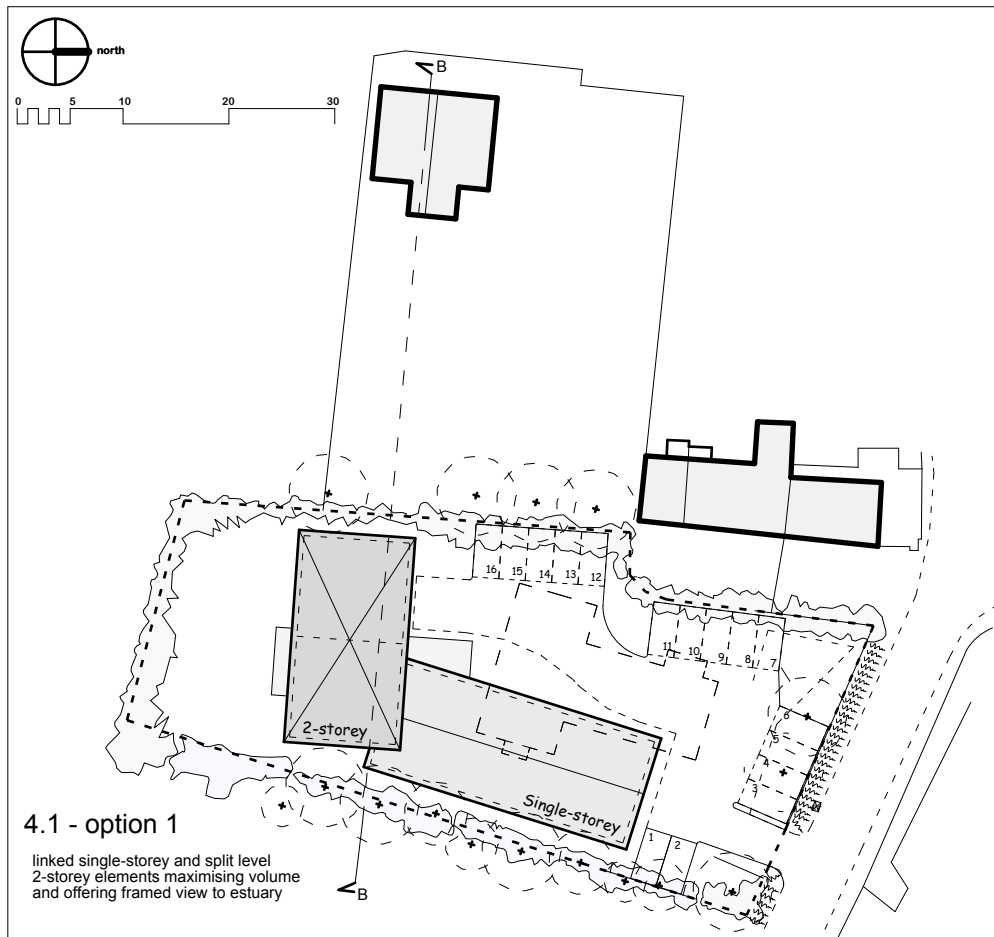 north
0 5 10 20 30
B
16 15 14 13 12
11 10 9 8 7
6
5
4
3
2-storey
Single-storey
1 2
4.1 - option 1
linked single-storey and split level
2-storey elements maximising volume
and offering framed view to estuary
B